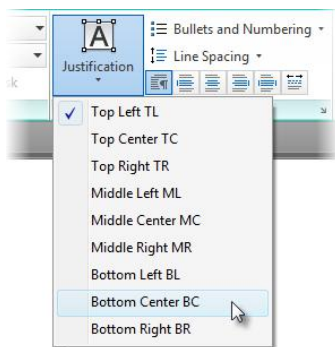 Bullets and Numbering
Line Spacing
Justification
Top Left TL
Top Center TC
Top Right TR
Middle Left ML
Middle Center MC
Middle Right MR
Bottom Left BL
Bottom Center BC
Bottom Right BR